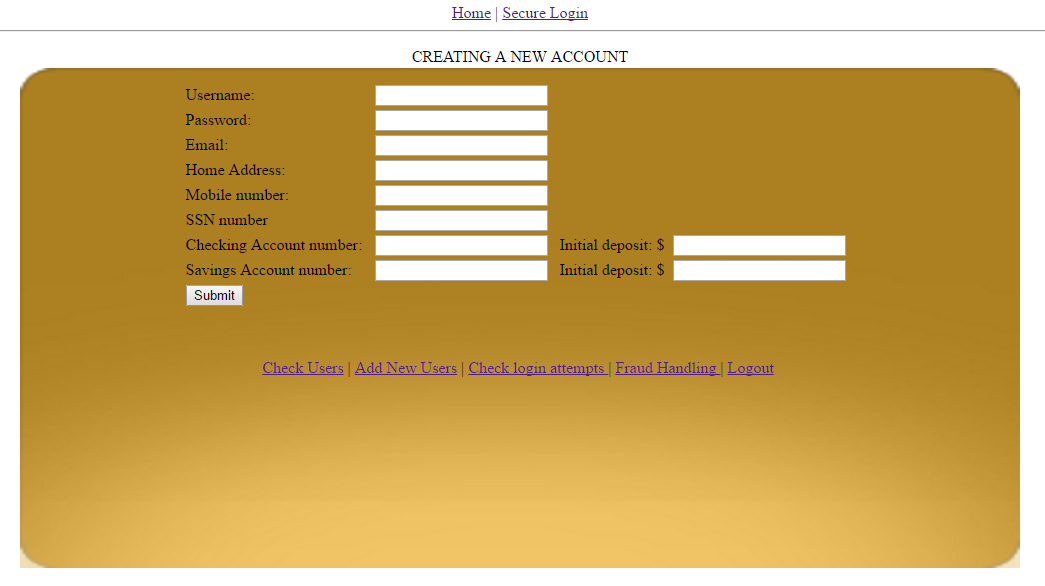 Home | Secure Login
CREATING A NEW ACCOUNT
Username:
Password:
Email:
Home Address:
Mobile number:
SSN number
Checking Account number: Initial deposit: $
Savings Account number: Initial deposit: $
Submit
Check Users | Add New Users | Check login attempts | Fraud Handling | Logout